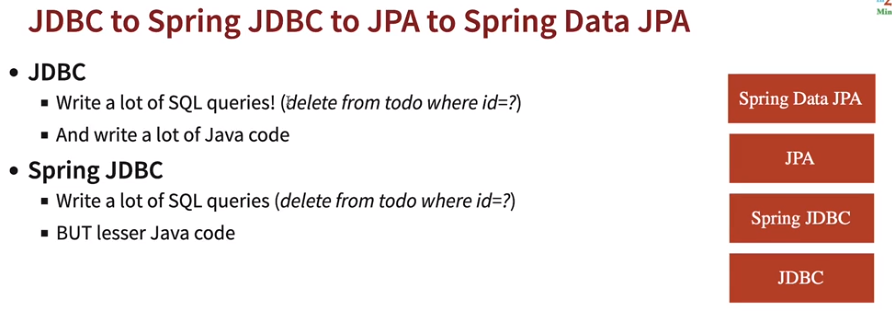 JDBC to Spring JDBC to JPA to Spring Data JPA
• JDBC
▪ Write a lot of SQL queries! (delete from todo where id=?)
▪ And write a lot of Java code
• Spring JDBC
▪ Write a lot of SQL queries (delete from todo where id=?)
▪ BUT lesser Java code
Spring Data JPA
JPA
Spring JDBC
JDBC